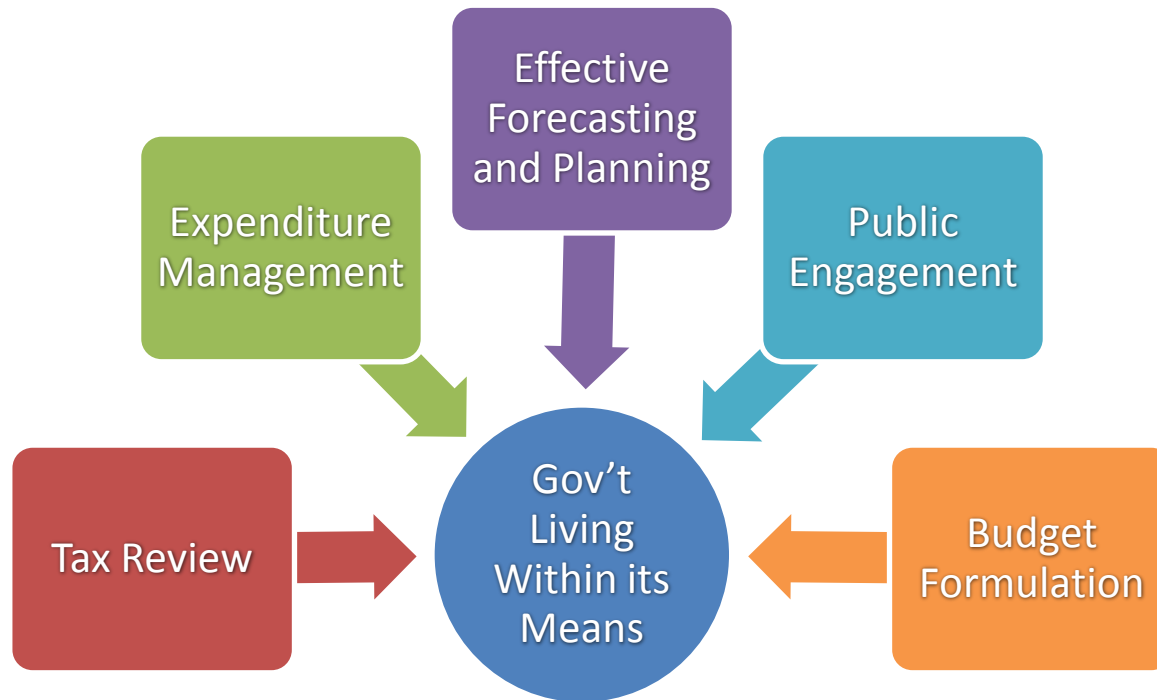 Effective
Forecasting
and Planning
Expenditure
Management
Public
Engagement
Tax Review
Gov’t
Living
Within its
Means
Budget
Formulation